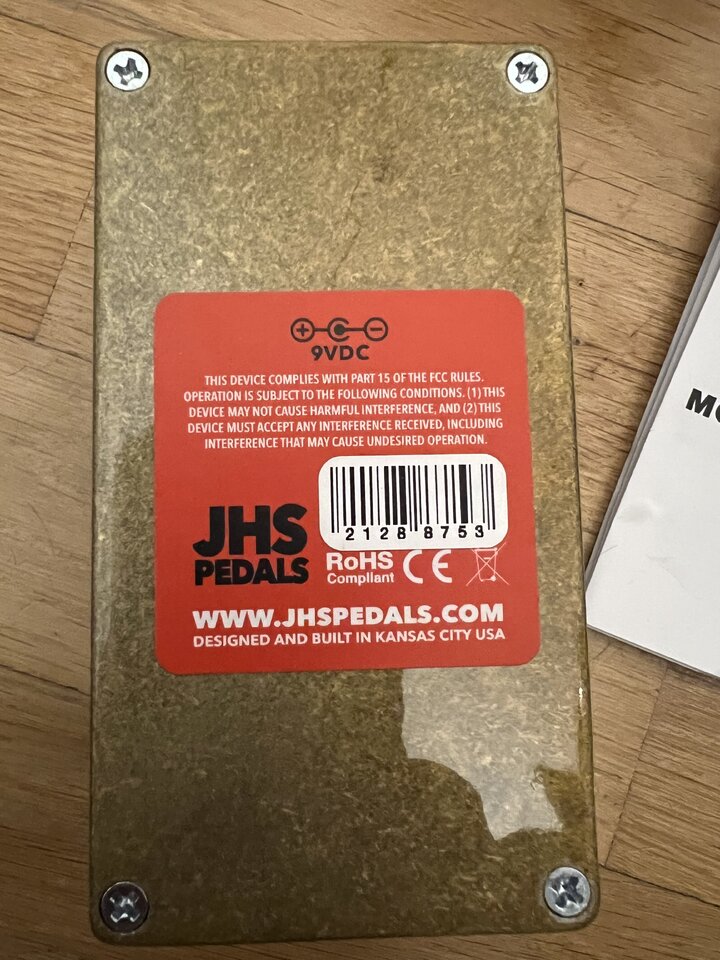 9VDC
THIS DEVICE COMPLIES WITH PART 15 OF THE FCC RULES.
OPERATION IS SUBJECT TO THE FOLLOWING CONDITIONS. (1) THIS
DEVICE MAY NOT CAUSE HARMFUL INTERFERENCE, AND (2) THIS
DEVICE MUST ACCEPT ANY INTERFERENCE RECEIVED, INCLUDING
INTERFERENCE THAT MAY CAUSE UNDESIRED OPERATION.
2128 8753
JHS
PEDALS
RoHS
Compliant
CE
WWW.JHSPEDALS.COM
DESIGNED AND BUILT IN KANSAS CITY USA